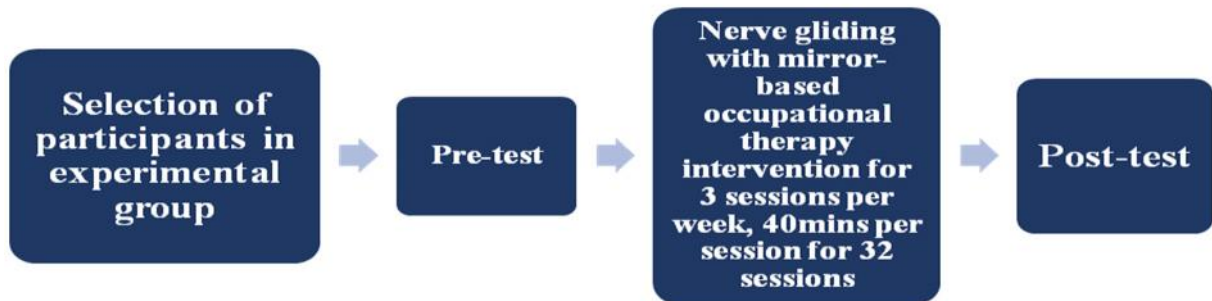 Selection of
participants in
experimental
group
Pre-test
Nerve gliding
with mirror-
based
occupational
therapy
intervention for
3 sessions per
week, 40mins per
session for 32
sessions
Post-test